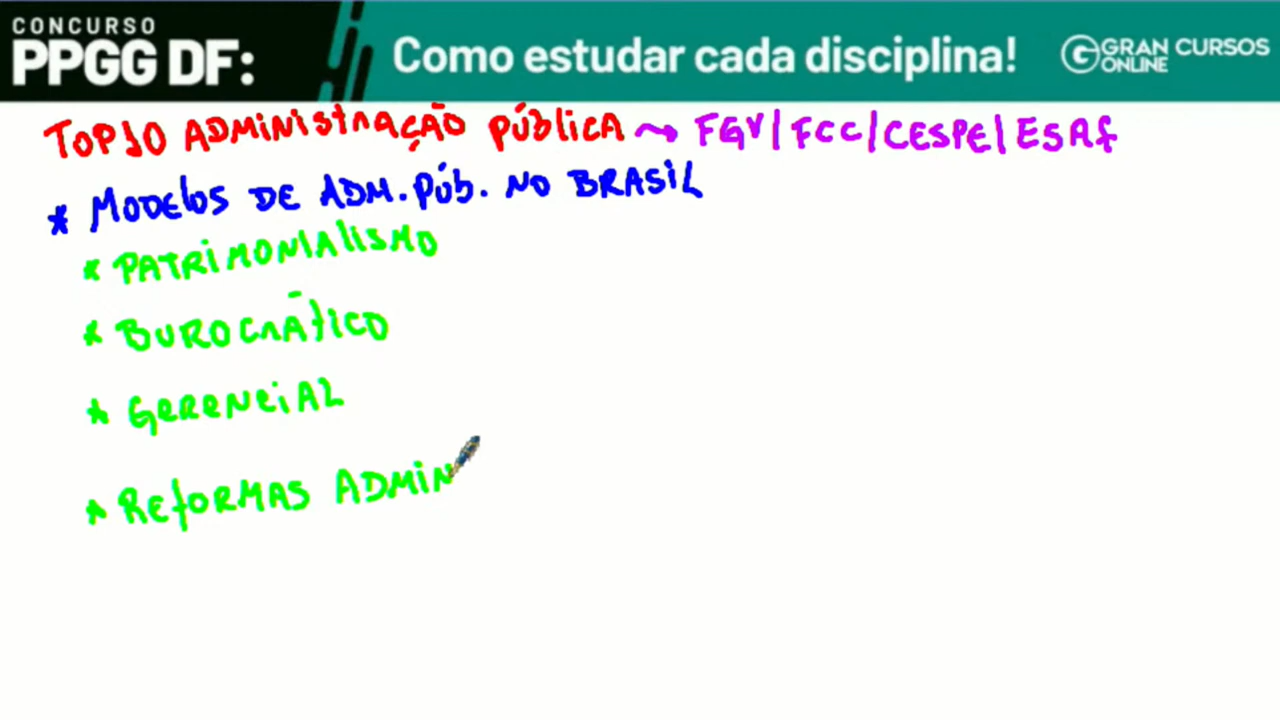 CONCURSO
PPGG DF:
Como estudar cada disciplina!
GRAN CURSOS
ONLINE
TOP 10 ADMINISTRAÇÃO PÚBLICA → FGV/FCC/CESPE/ESAF
* MODELOS DE ADM. PÚB. NO BRASIL
* PATRIMONIALISMO
* BUROCRÁTICO
* GERENCIAL
* REFORMAS ADMIN